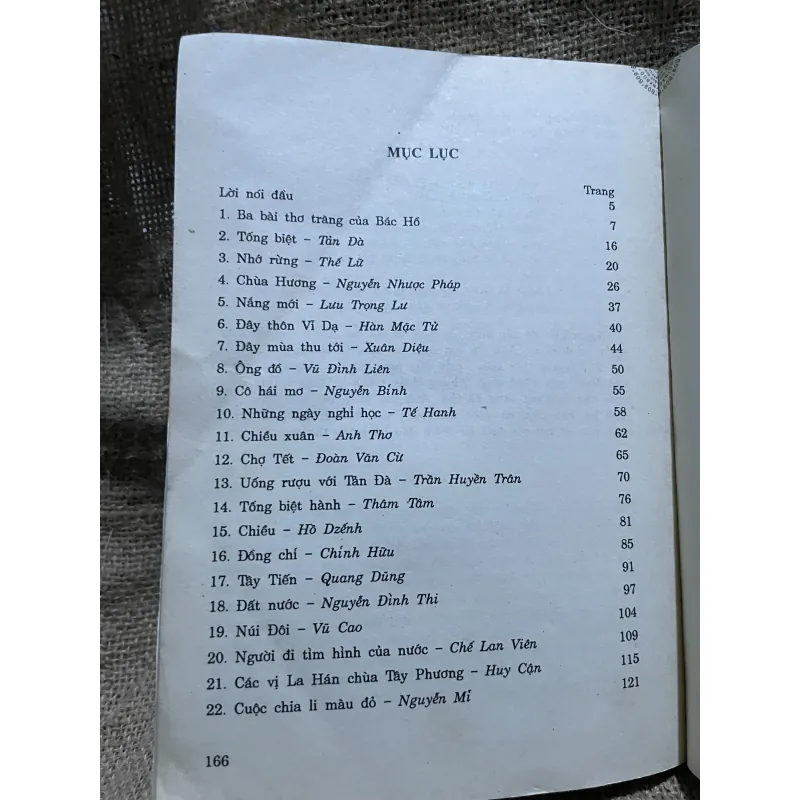 MỤC LỤC
Trang
Lời nói đầu 5
1. Ba bài thơ trăng của Bác Hồ 7
2. Tống biệt – Tản Đà 16
3. Nhớ rừng – Thế Lữ 20
4. Chùa Hương – Nguyễn Nhược Pháp 26
5. Nắng mới – Lưu Trọng Lư 37
6. Đây thôn Vĩ Dạ – Hàn Mặc Tử 40
7. Đây mùa thu tới – Xuân Diệu 44
8. Ông đồ – Vũ Đình Liên 50
9. Cô hái mơ – Nguyễn Bính 55
10. Những ngày nghỉ học – Tế Hanh 58
11. Chiều xuân – Anh Thơ 62
12. Chợ Tết – Đoàn Văn Cừ 65
13. Uống rượu với Tản Đà – Trần Huyền Trân 70
14. Tống biệt hành – Thâm Tâm 76
15. Chiều – Hồ Dzếnh 81
16. Đồng chí – Chính Hữu 85
17. Tây Tiến – Quang Dũng 91
18. Đất nước – Nguyễn Đình Thi 97
19. Núi Đôi – Vũ Cao 104
20. Người đi tìm hình của nước – Chế Lan Viên 109
21. Các vị La Hán chùa Tây Phương – Huy Cận 115
22. Cuộc chia li màu đỏ – Nguyễn Mĩ 121
166